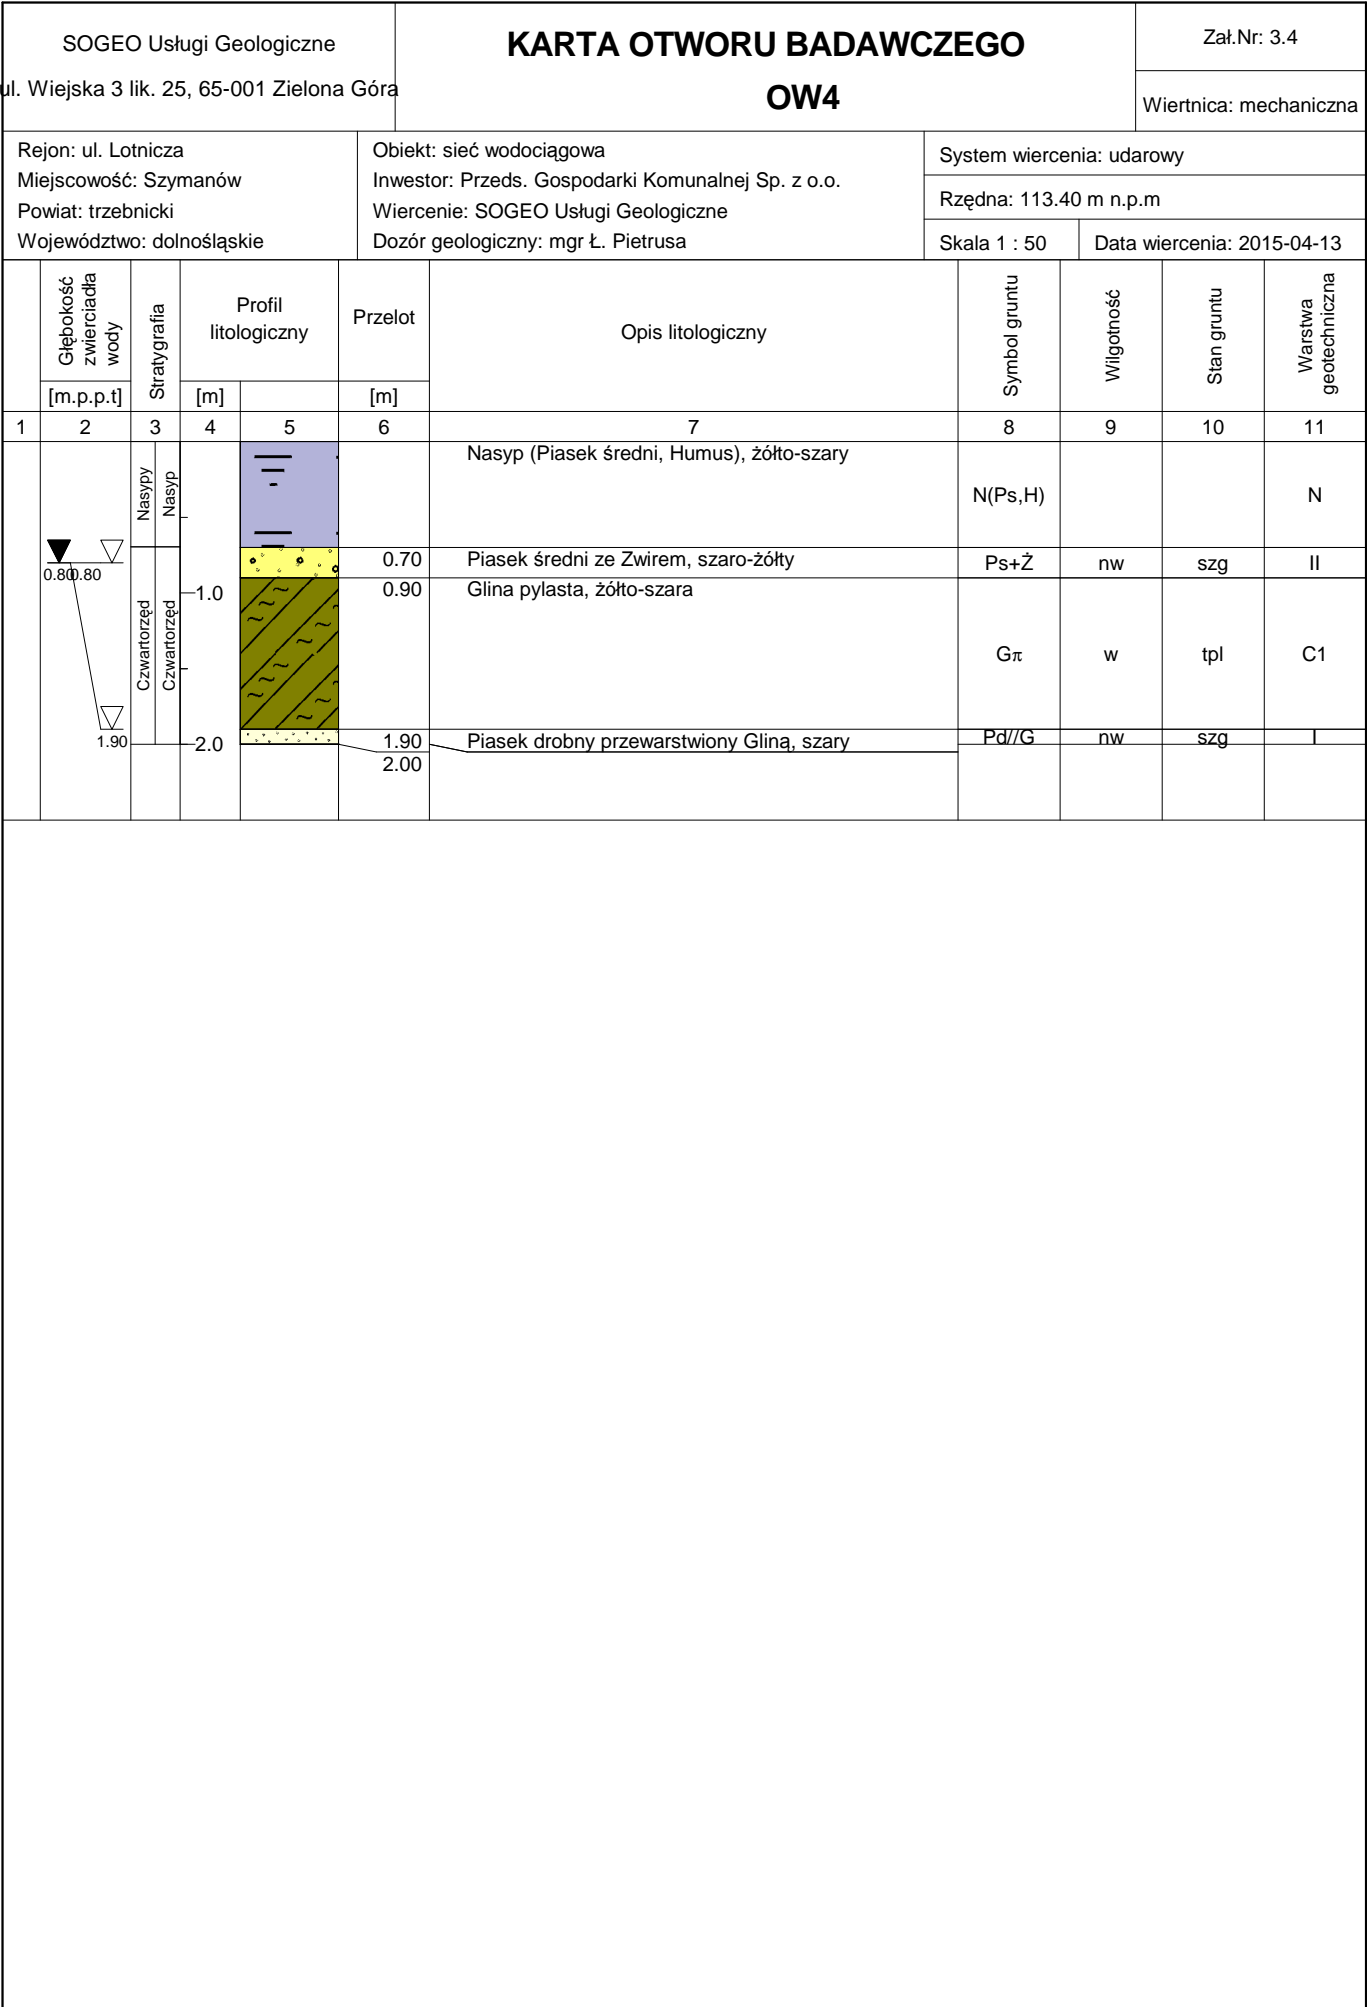 SOGEO Usługi Geologiczne
ul. Wiejska 3 lik. 25, 65-001 Zielona Góra
KARTA OTWORU BADAWCZEGO
OW4
Zał.Nr: 3.4
Wiertnica: mechaniczna
Rejon: ul. Lotnicza
Miejscowość: Szymanów
Powiat: trzebnicki
Województwo: dolnośląskie
Obiekt: sieć wodociągowa
Inwestor: Przeds. Gospodarki Komunalnej Sp. z o.o.
Wiercenie: SOGEO Usługi Geologiczne
Dozór geologiczny: mgr Ł. Pietrusa
System wiercenia: udarowy
Rzędna: 113.40 m n.p.m
Skala 1 : 50
Data wiercenia: 2015-04-13
Głębokość
zwierciadła
wody
[m.p.p.t]
Stratygrafia
Profil
litologiczny
[m]
Przelot
[m]
Opis litologiczny
Symbol gruntu
Wilgotność
Stan gruntu
Warstwa
geotechniczna
1 2 3 4 5 6 7 8 9 10 11
Nasypy
Nasyp
Nasyp (Piasek średni, Humus), żółto-szary
N(Ps,H)
N
0.80 0.80
0.70 Piasek średni ze Zwirem, szaro-żółty Ps+Ż nw szg II
1.0
0.90 Glina pylasta, żółto-szara
Czwartorzęd
Czwartorzęd
Gπ w tpl C1
1.90
2.0
1.90 Piasek drobny przewarstwiony Gliną, szary Pd//G nw szg I
2.00